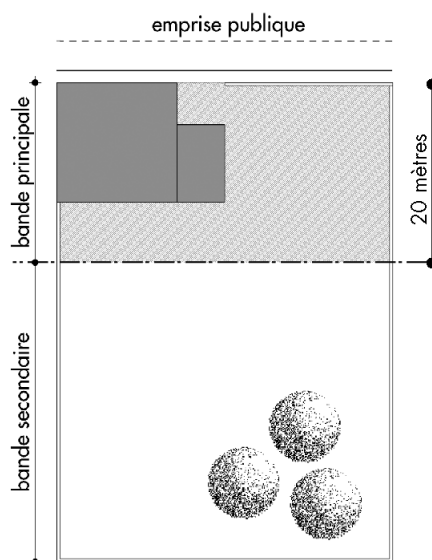 emprise publique
bande principale
20 mètres
bande secondaire